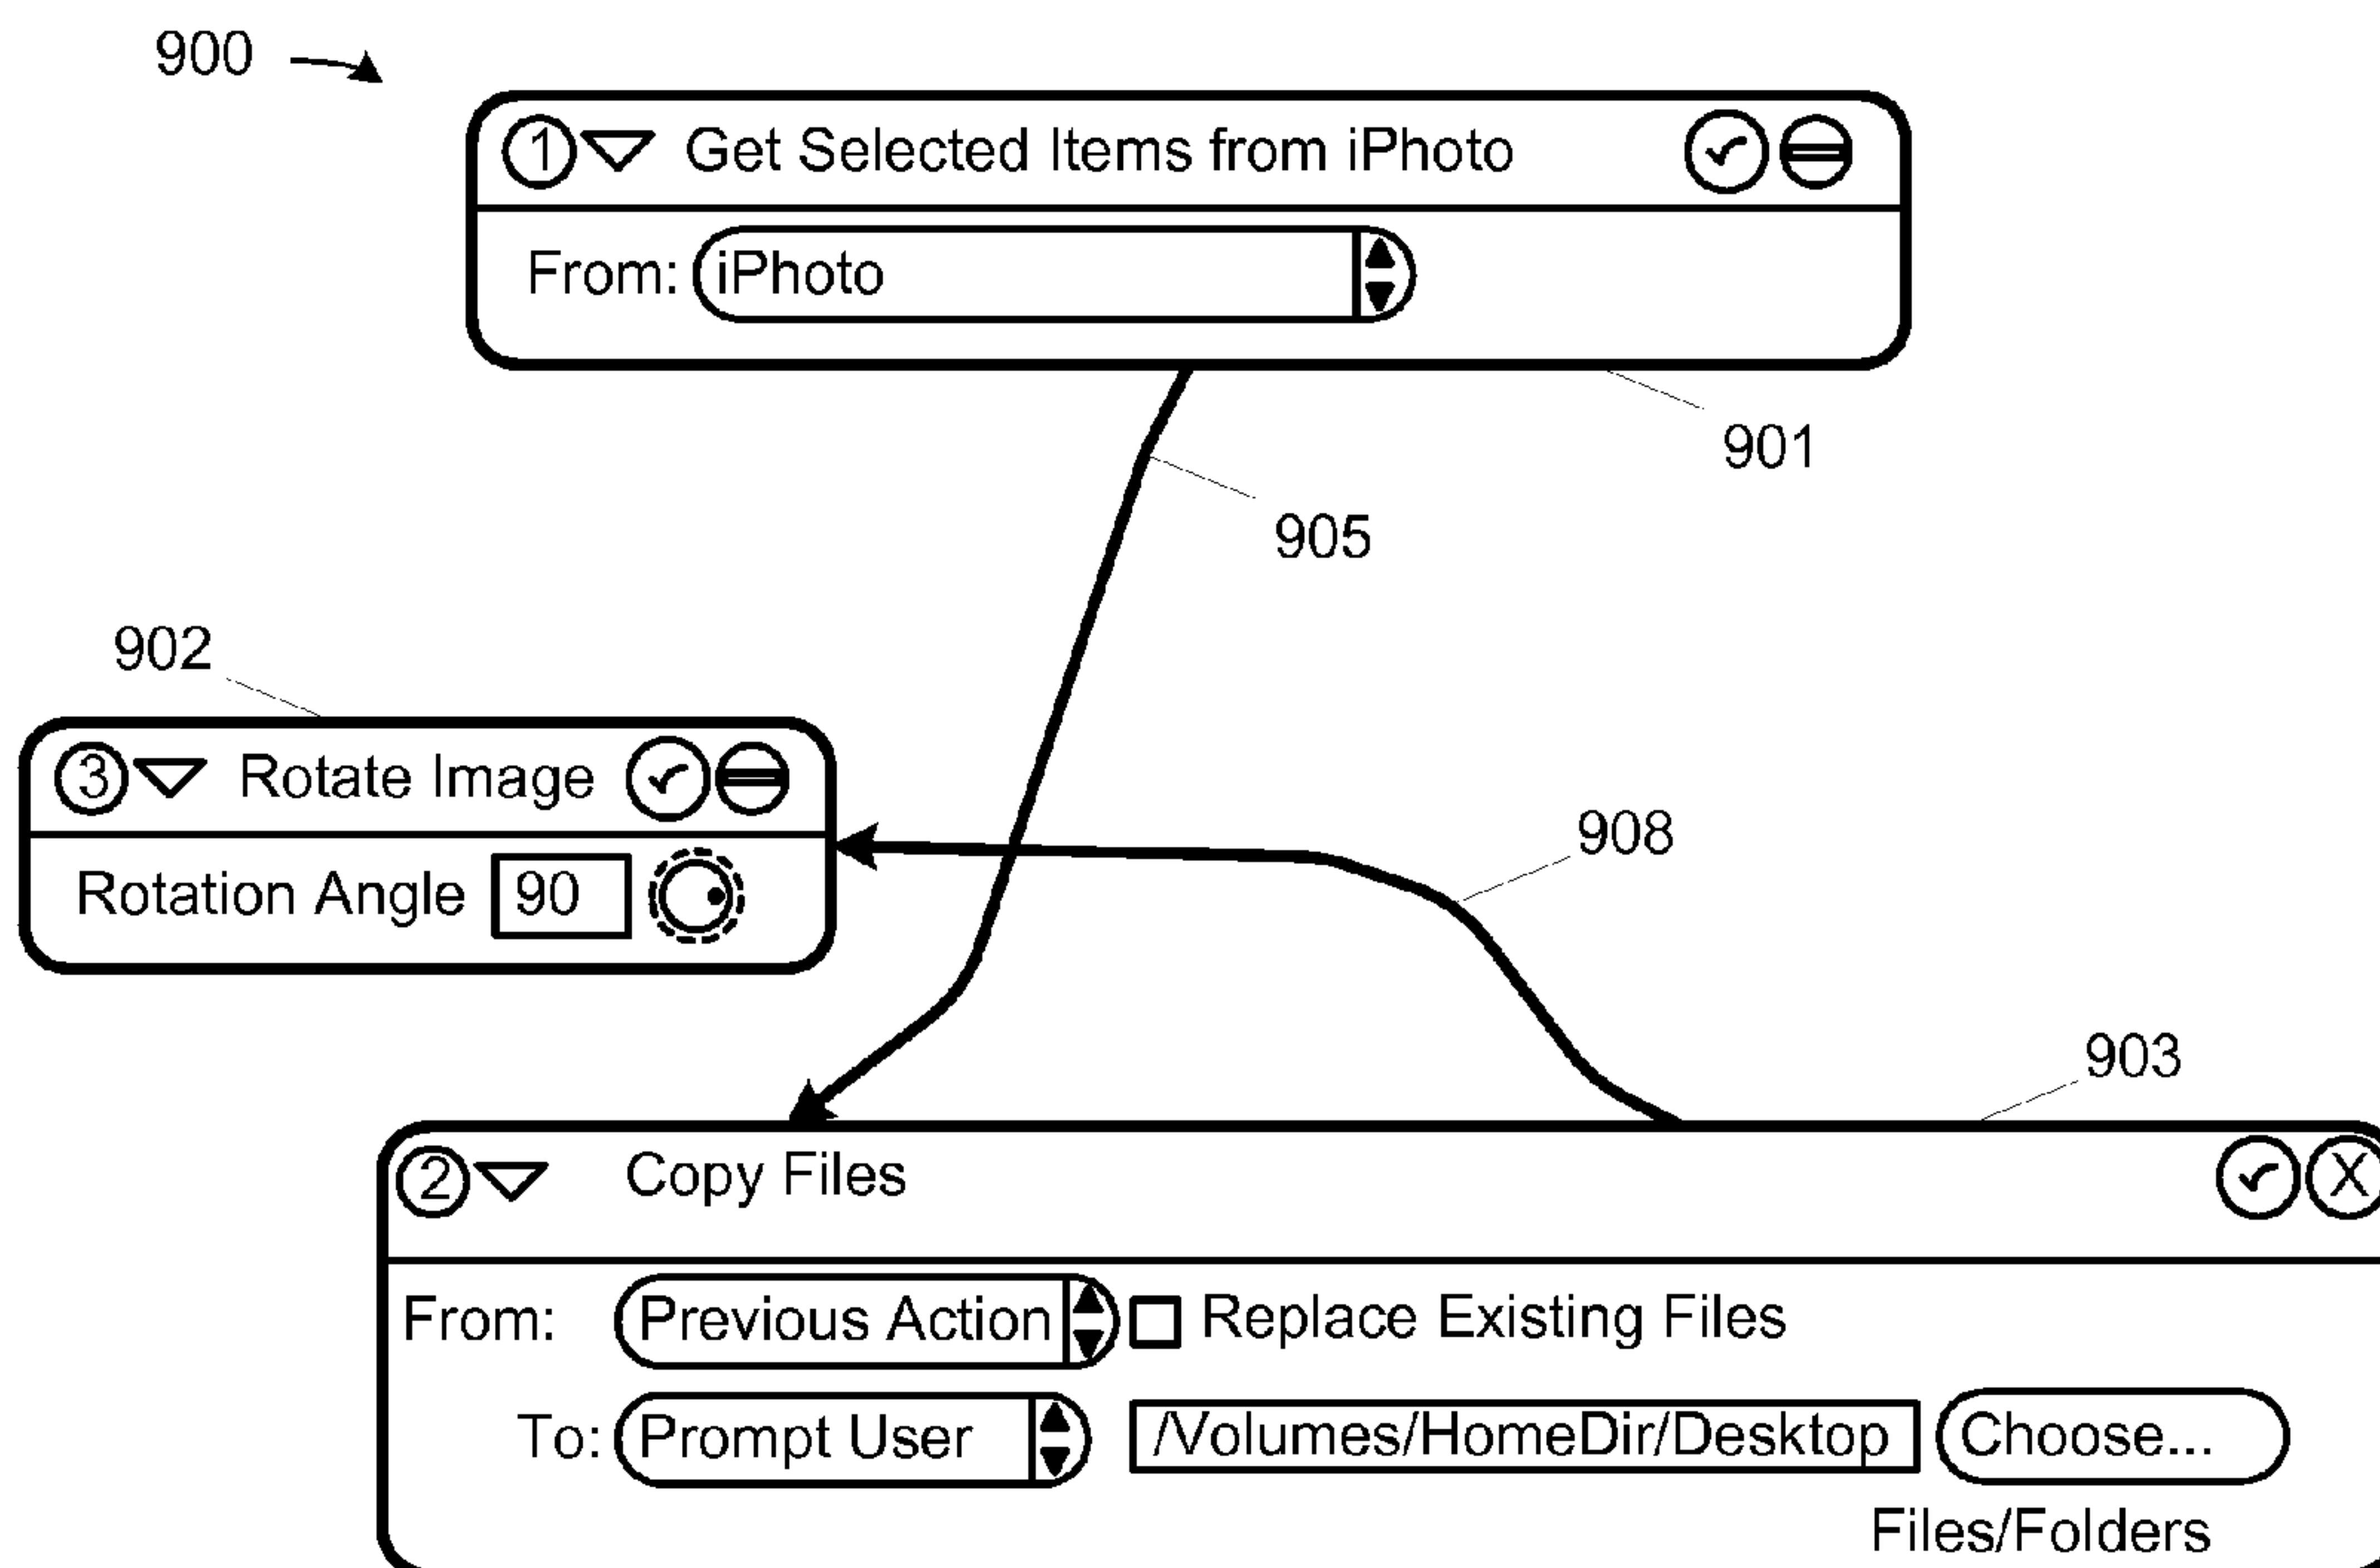 900
1 Get Selected Items from iPhoto
From: iPhoto
901
905
902
3 Rotate Image
Rotation Angle 90
908
903
2 Copy Files X
From: Previous Action Replace Existing Files
To: Prompt User /Volumes/HomeDir/Desktop Choose...
Files/Folders